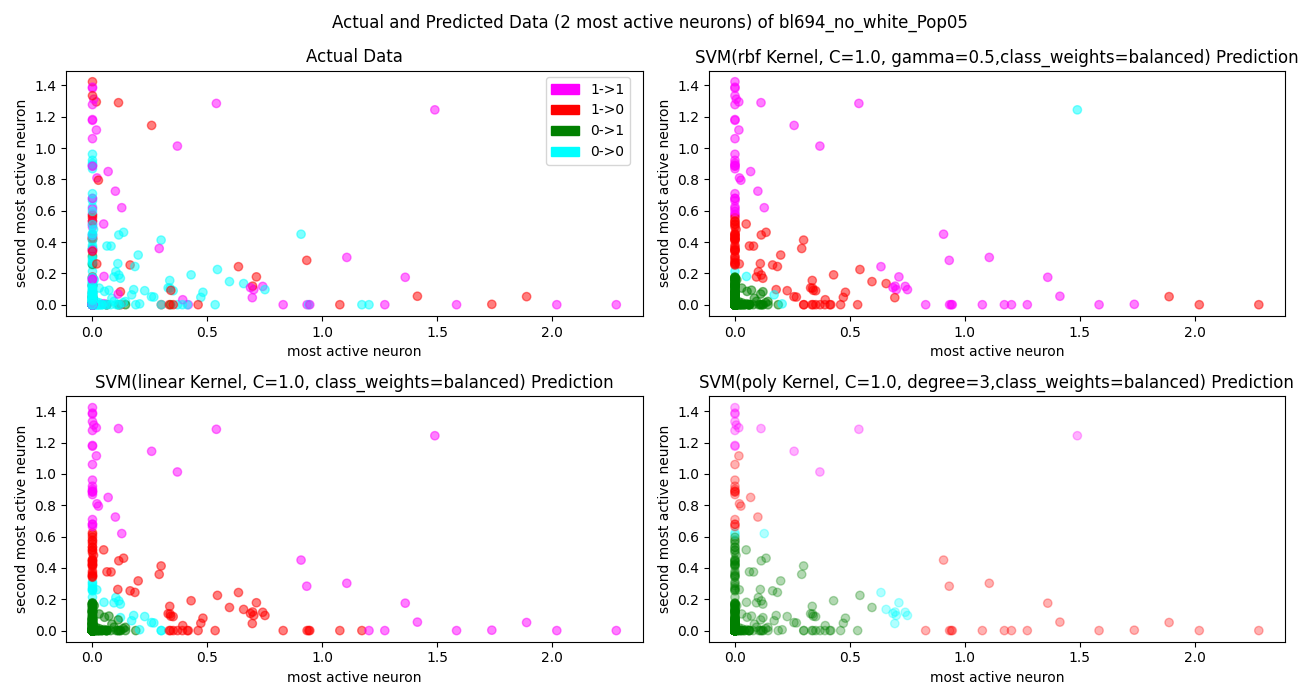 Actual and Predicted Data (2 most active neurons) of bl694_no_white_Pop05
Actual Data
1.4
1.2
1.0
0.8
0.6
0.4
0.2
0.0
second most active neuron
0.0 0.5 1.0 1.5 2.0
most active neuron
1->1
1->0
0->1
0->0
SVM(rbf Kernel, C=1.0, gamma=0.5,class_weights=balanced) Prediction
1.4
1.2
1.0
0.8
0.6
0.4
0.2
0.0
second most active neuron
0.0 0.5 1.0 1.5 2.0
most active neuron
SVM(linear Kernel, C=1.0, class_weights=balanced) Prediction
1.4
1.2
1.0
0.8
0.6
0.4
0.2
0.0
second most active neuron
0.0 0.5 1.0 1.5 2.0
most active neuron
SVM(poly Kernel, C=1.0, degree=3,class_weights=balanced) Prediction
1.4
1.2
1.0
0.8
0.6
0.4
0.2
0.0
second most active neuron
0.0 0.5 1.0 1.5 2.0
most active neuron